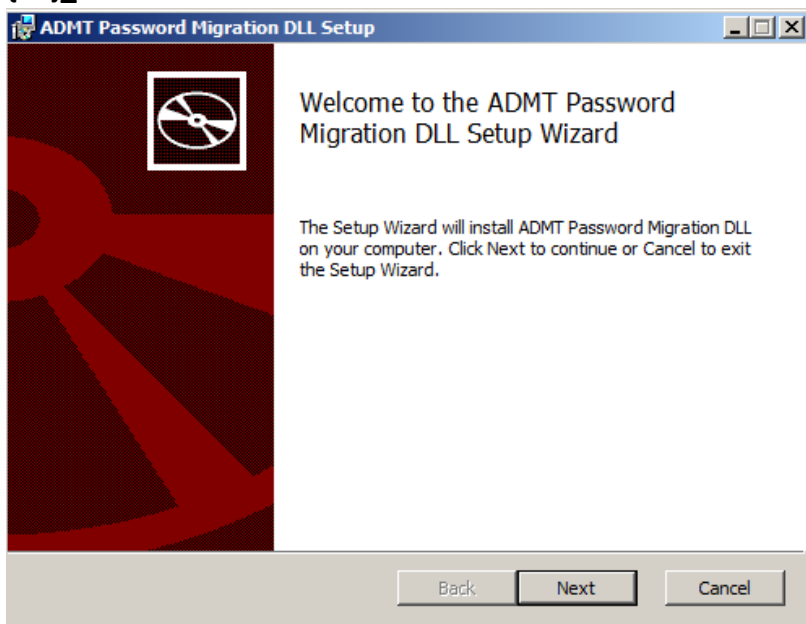 ADMT Password Migration DLL Setup
Welcome to the ADMT Password
Migration DLL Setup Wizard
The Setup Wizard will install ADMT Password Migration DLL
on your computer. Click Next to continue or Cancel to exit
the Setup Wizard.
Back Next Cancel